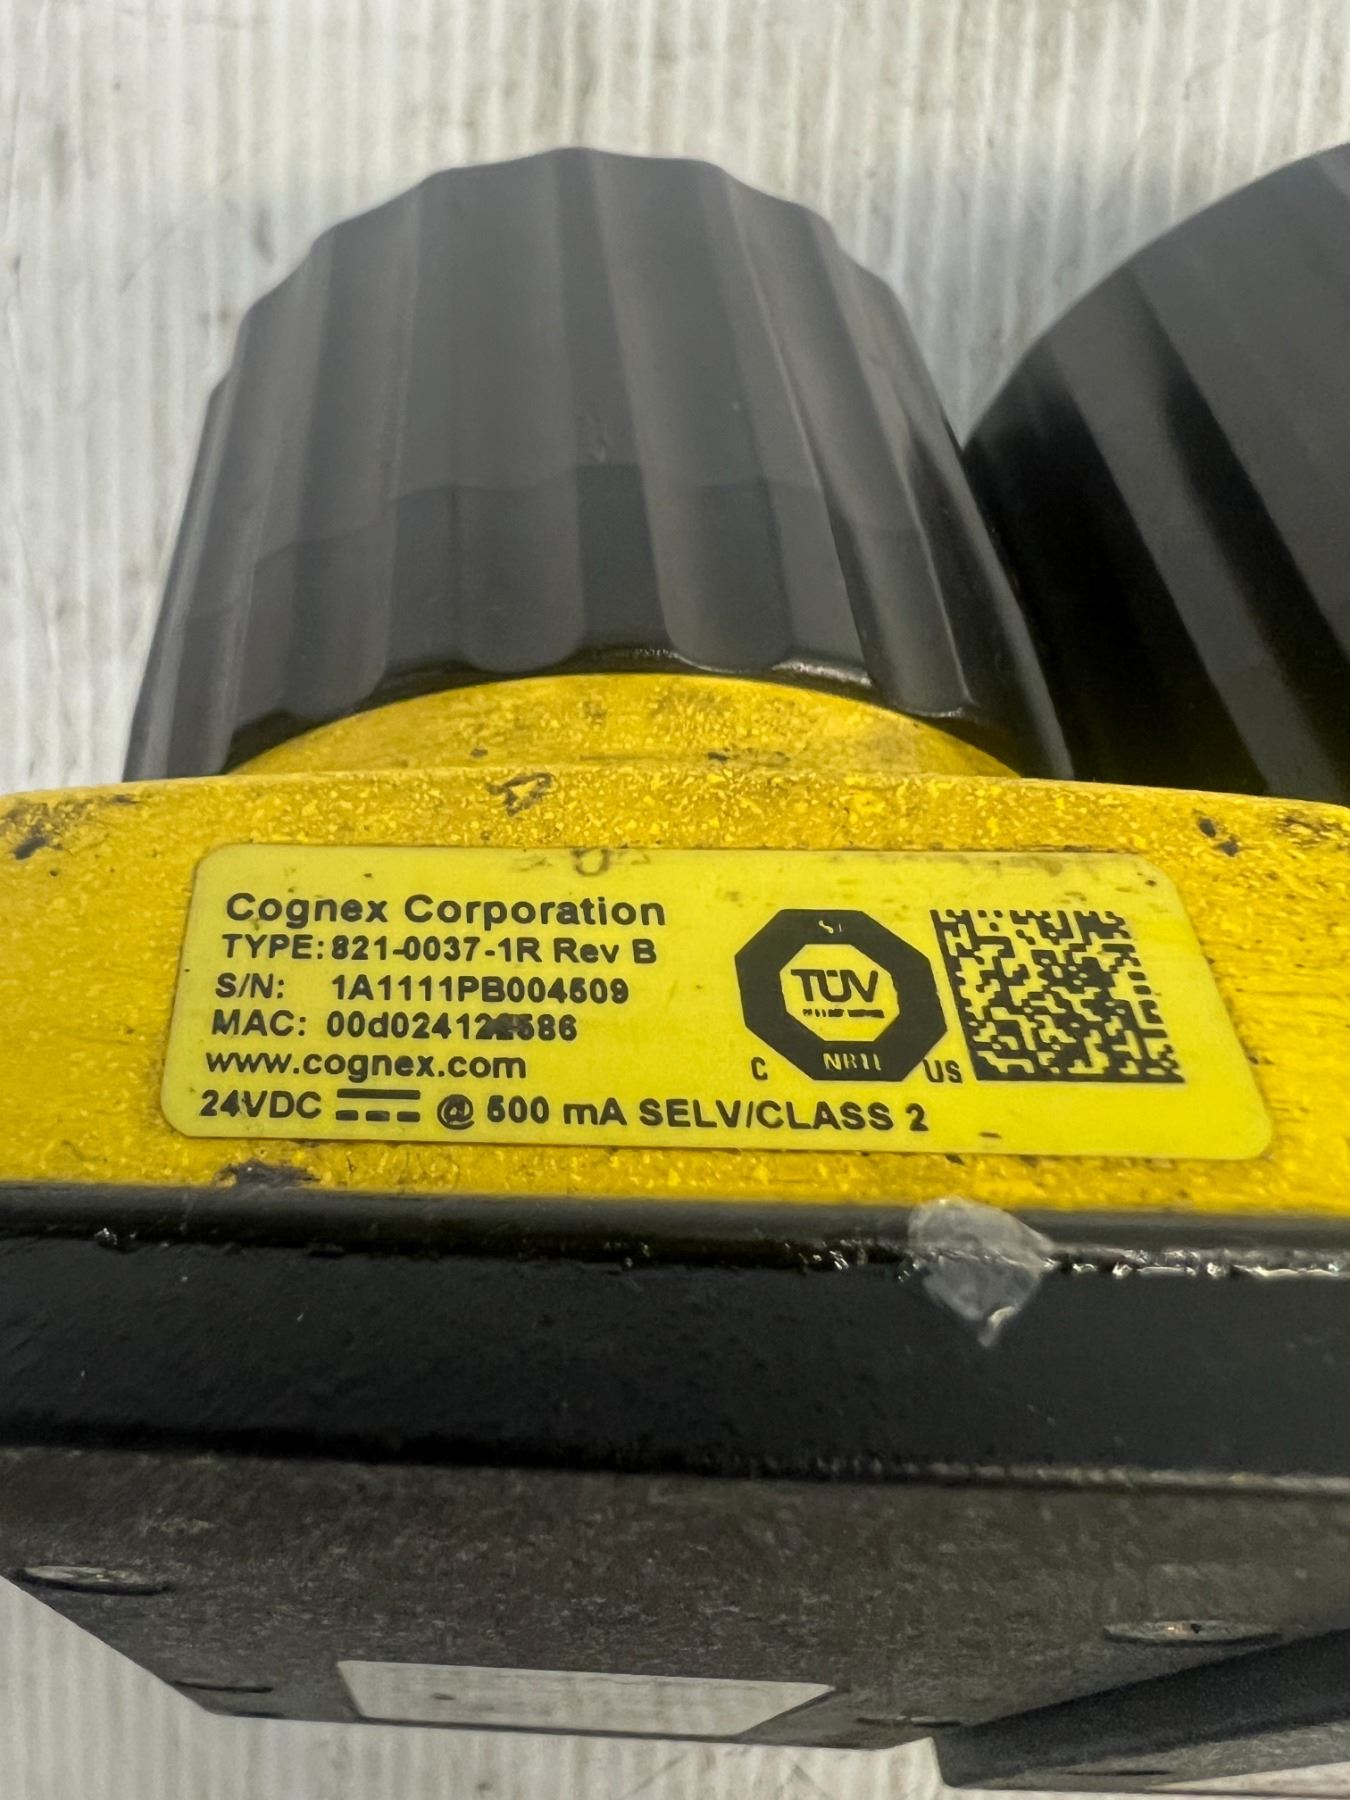 Cognex Corporation
TYPE: 821-0037-1R Rev B
S/N: 1A1111PB004509
MAC:
www.cognex.com
24VDC @ 500 mA SELV/CLASS 2
TÜV
C
US